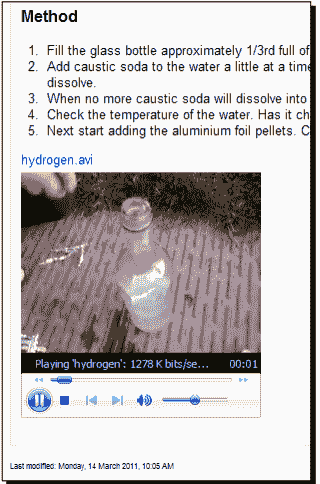 Method
1. Fill the glass bottle approximately 1/3rd full of
2. Add caustic soda to the water a little at a time
dissolve.
3. When no more caustic soda will dissolve into
4. Check the temperature of the water. Has it ch
5. Next start adding the aluminium foil pellets. C
hydrogen.avi
Playing 'hydrogen': 1278 K bits/se... 00:01
Last modified: Monday, 14 March 2011, 10:05 AM